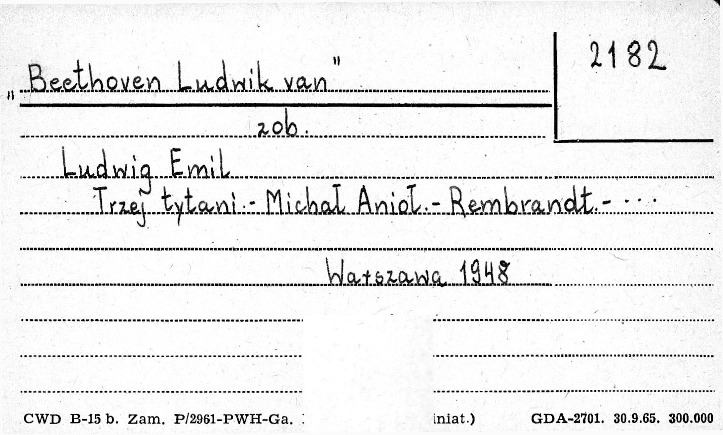 2182
„Beethoven Ludwik van"
zob.
Ludwig Emil
Trzej tytani.- Michał Anioł.- Rembrandt.- ...
Warszawa 1948
CWD B-15 b. Zam. P/2961-PWH-Ga. iniat.) GDA-2701. 30.9.65. 300.000